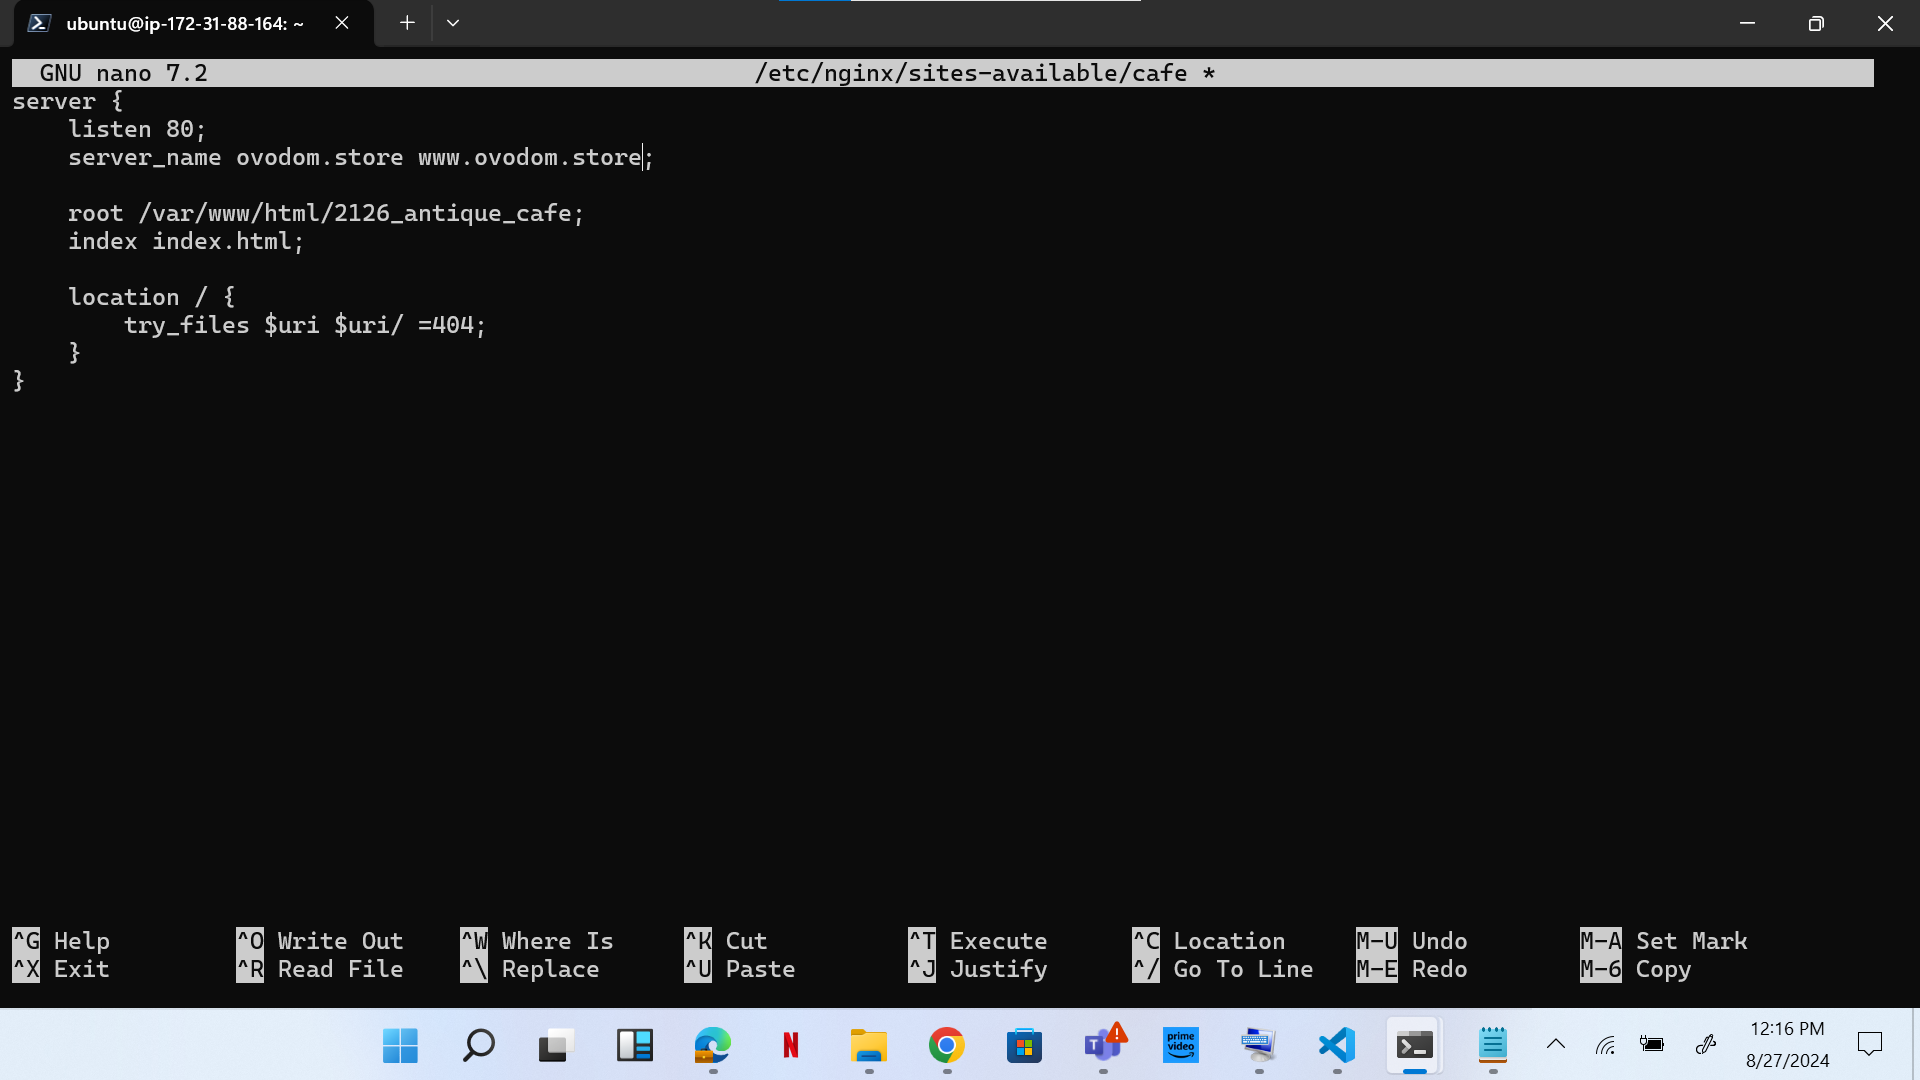 ubuntu@ip-172-31-88-164: ~
GNU nano 7.2 /etc/nginx/sites-available/cafe *
server {
    listen 80;
    server_name ovodom.store www.ovodom.store;

    root /var/www/html/2126_antique_cafe;
    index index.html;

    location / {
        try_files $uri $uri/ =404;
    }
}
^G Help ^O Write Out ^W Where Is ^K Cut ^T Execute ^C Location M-U Undo M-A Set Mark
^X Exit ^R Read File ^\ Replace ^U Paste ^J Justify ^/ Go To Line M-E Redo M-6 Copy
N
T
prime video
12:16 PM
8/27/2024